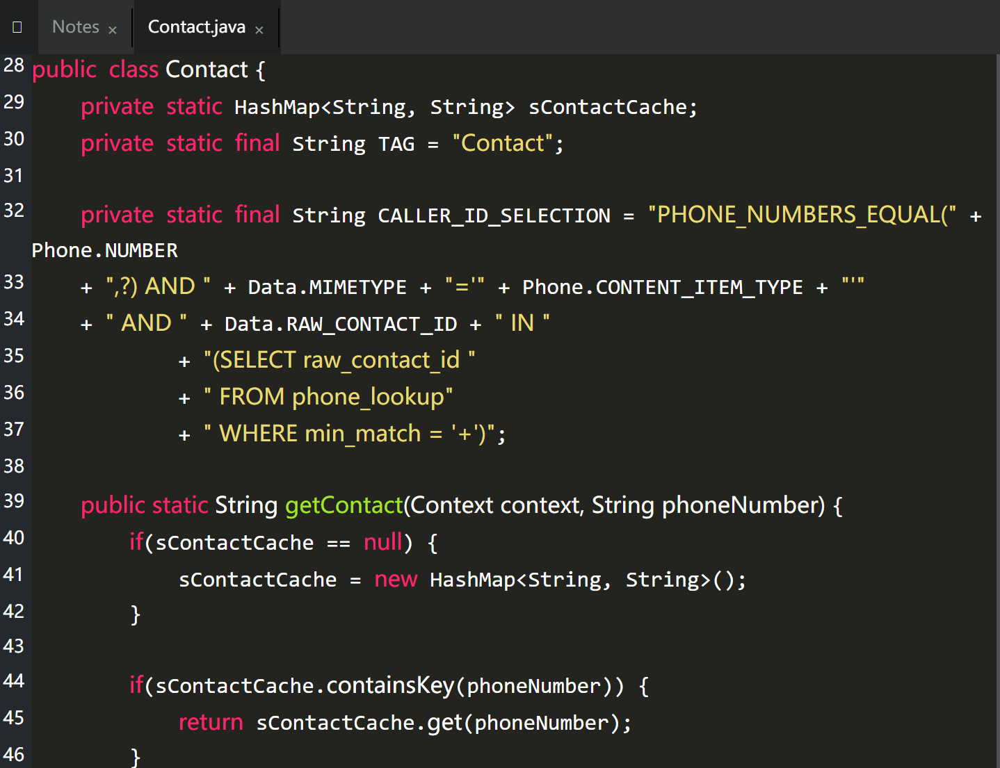 Notes × Contact.java ×
28 public class Contact {
29 private static HashMap<String, String> sContactCache;
30 private static final String TAG = "Contact";
31
32 private static final String CALLER_ID_SELECTION = "PHONE_NUMBERS_EQUAL(" +
Phone.NUMBER
33 + ",?) AND " + Data.MIMETYPE + "='" + Phone.CONTENT_ITEM_TYPE + "'"
34 + " AND " + Data.RAW_CONTACT_ID + " IN "
35 + "(SELECT raw_contact_id "
36 + " FROM phone_lookup"
37 + " WHERE min_match = '+')";
38
39 public static String getContact(Context context, String phoneNumber) {
40 if(sContactCache == null) {
41 sContactCache = new HashMap<String, String>();
42 }
43
44 if(sContactCache.containsKey(phoneNumber)) {
45 return sContactCache.get(phoneNumber);
46 }